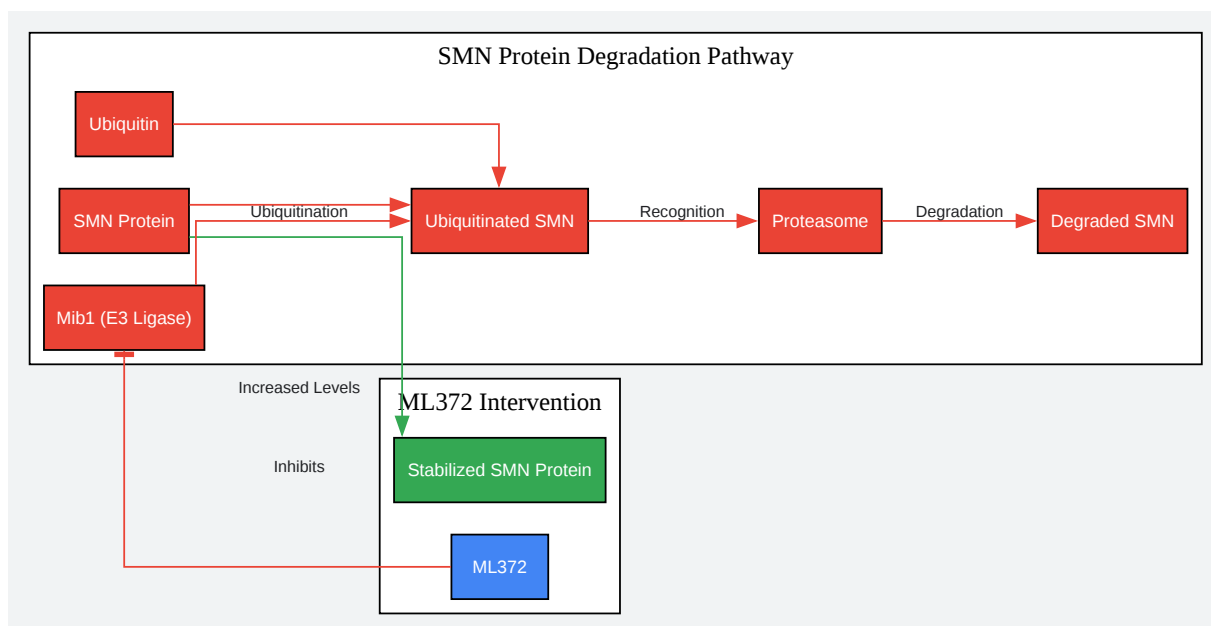 SMN Protein Degradation Pathway
Ubiquitin
SMN Protein
Ubiquitination
Ubiquitinated SMN
Recognition
Proteasome
Degradation
Degraded SMN
Mib1 (E3 Ligase)
Increased Levels
ML372 Intervention
Inhibits
Stabilized SMN Protein
ML372